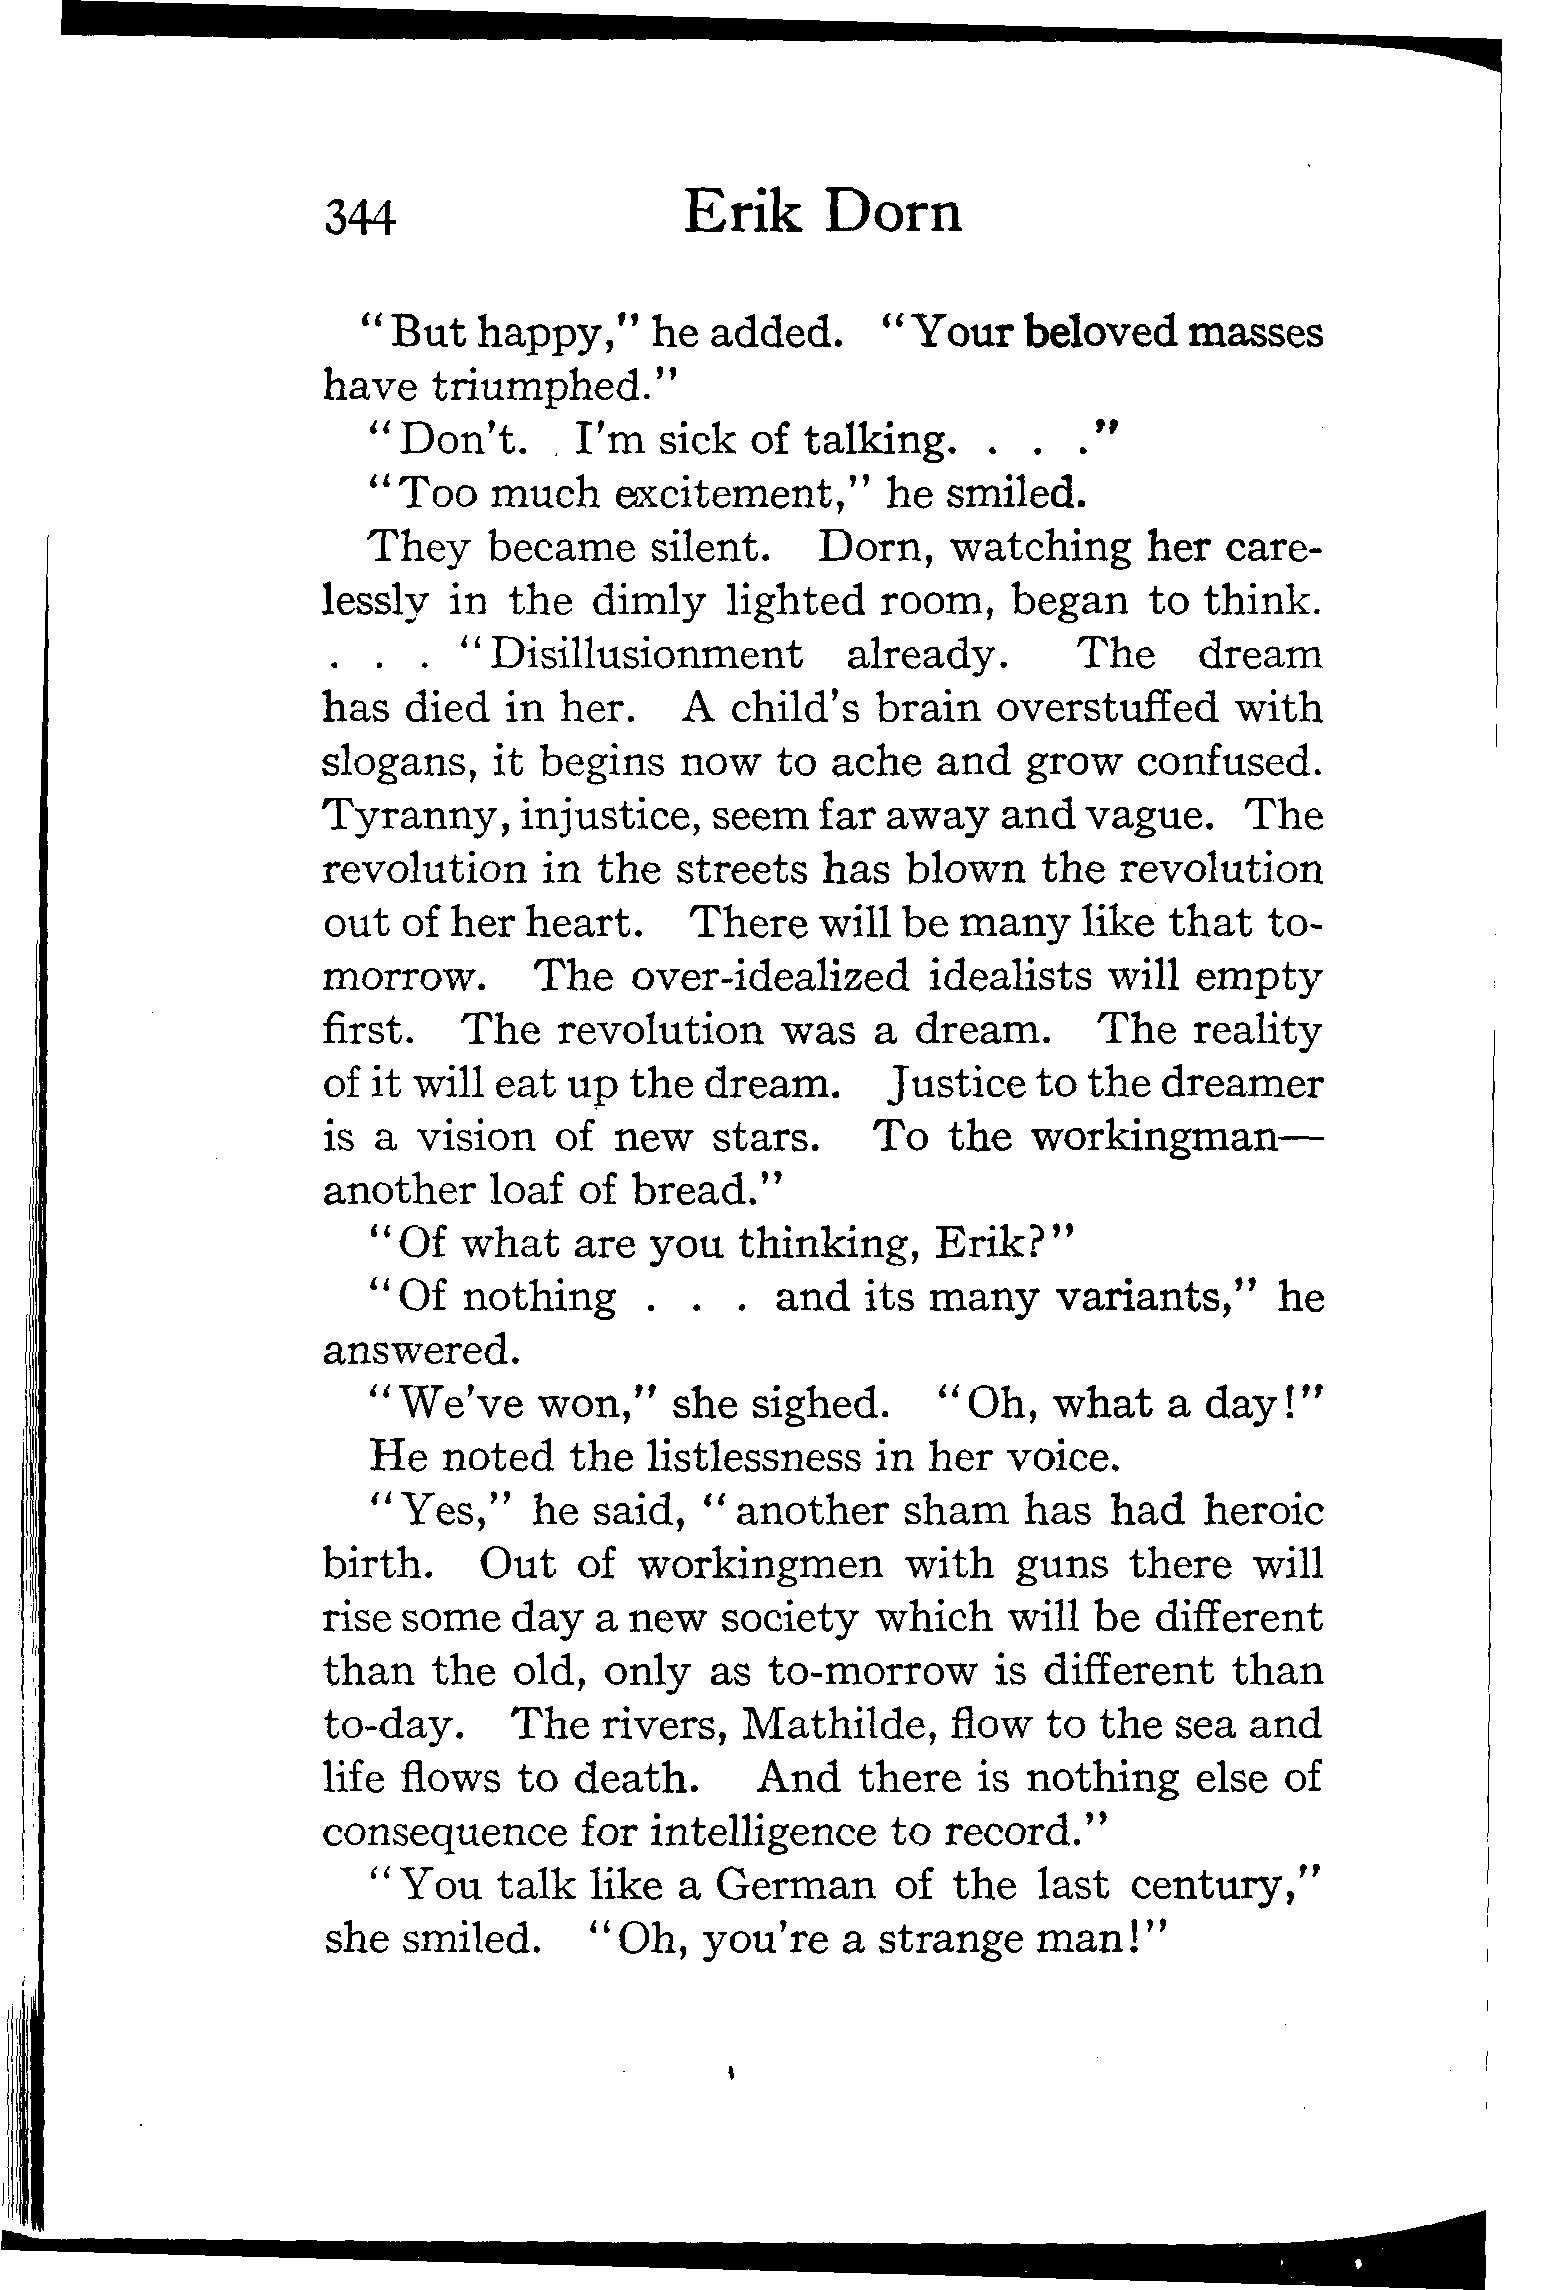 344 Erik Dorn
"But happy," he added. "Your beloved masses
have triumphed."
"Don't. I'm sick of talking. . . ."
"Too much excitement," he smiled.
They became silent. Dorn, watching her care-
lessly in the dimly lighted room, began to think.
. . . "Disillusionment already. The dream
has died in her. A child's brain overstuffed with
slogans, it begins now to ache and grow confused.
Tyranny, injustice, seem far away and vague. The
revolution in the streets has blown the revolution
out of her heart. There will be many like that to-
morrow. The over-idealized idealists will empty
first. The revolution was a dream. The reality
of it will eat up the dream. Justice to the dreamer
is a vision of new stars. To the workingman—
another loaf of bread."
"Of what are you thinking, Erik?"
"Of nothing . . . and its many variants," he
answered.
"We've won," she sighed. "Oh, what a day!"
He noted the listlessness in her voice.
"Yes," he said, "another sham has had heroic
birth. Out of workingmen with guns there will
rise some day a new society which will be different
than the old, only as to-morrow is different than
to-day. The rivers, Mathilde, flow to the sea and
life flows to death. And there is nothing else of
consequence for intelligence to record."
"You talk like a German of the last century,"
she smiled. "Oh, you're a strange man!"